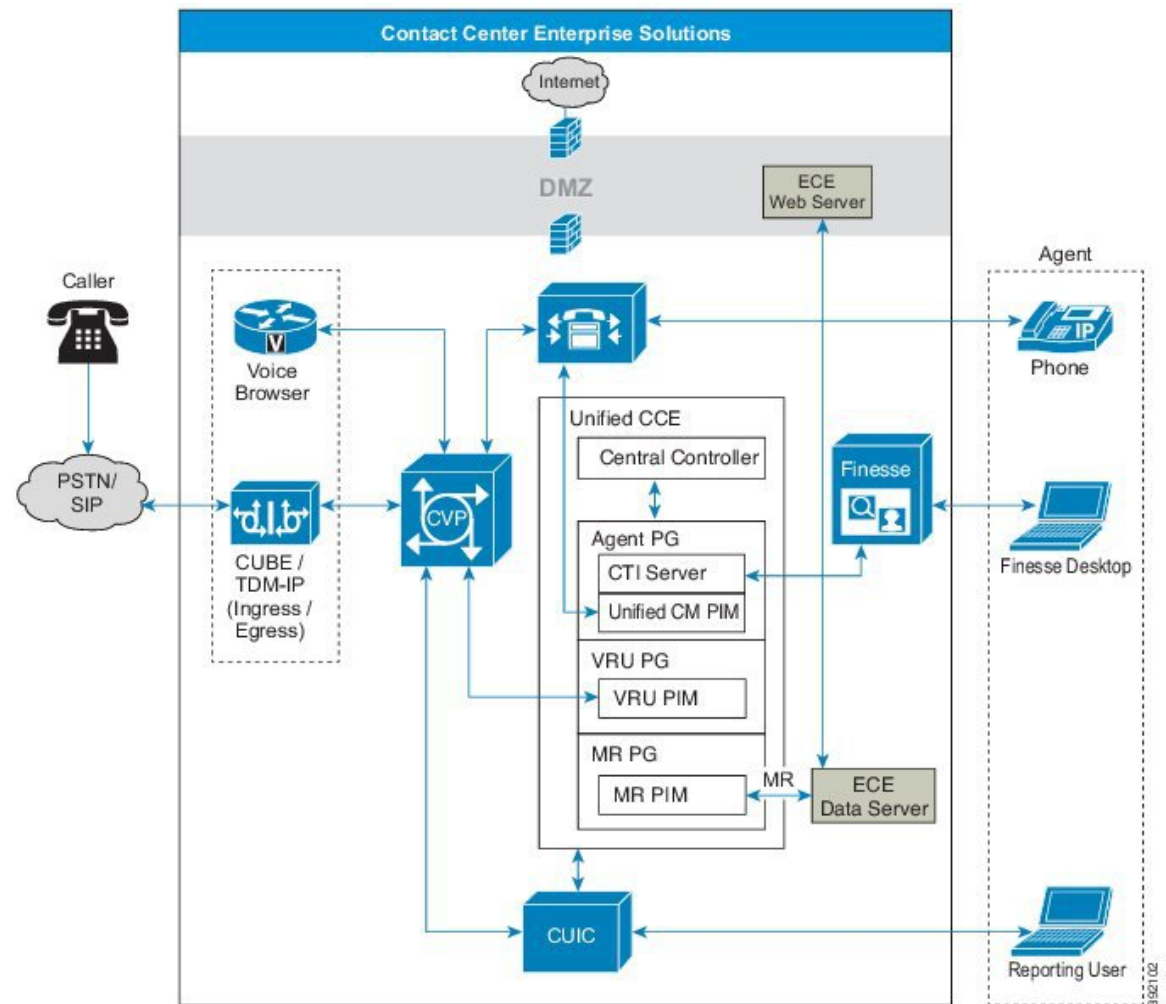 Contact Center Enterprise Solutions
Internet
DMZ
ECE
Web Server
Caller
Agent
Voice
Browser
IP
Phone
V
Unified CCE
Central Controller
Finesse
PSTN/
SIP
CVP
Agent PG
CTI Server
Finesse Desktop
CUBE /
TDM-IP
(Ingress /
Egress)
Unified CM PIM
VRU PG
VRU PIM
MR PG
MR
MR PIM
ECE
Data Server
CUIC
Reporting User